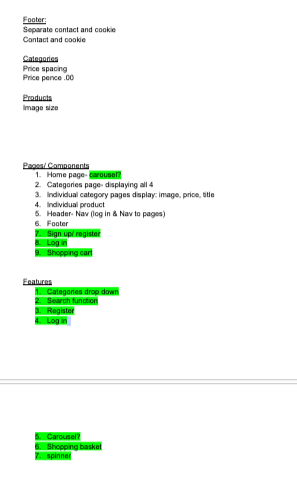 Footer:
Separate contact and cookie
Contact and cookie
Categories
Price spacing
Price pence .00
Products
Image size
Pages/ Components
1. Home page- carousel?
2. Categories page- displaying all 4
3. Individual category pages display: image, price, title
4. Individual product
5. Header- Nav (log in & Nav to pages)
6. Footer
7. Sign up/ register
8. Log in
9. Shopping cart
Features
1. Categories drop down
2. Search function
3. Register
4. Log in
5. Carousel?
6. Shopping basket
7. spinner